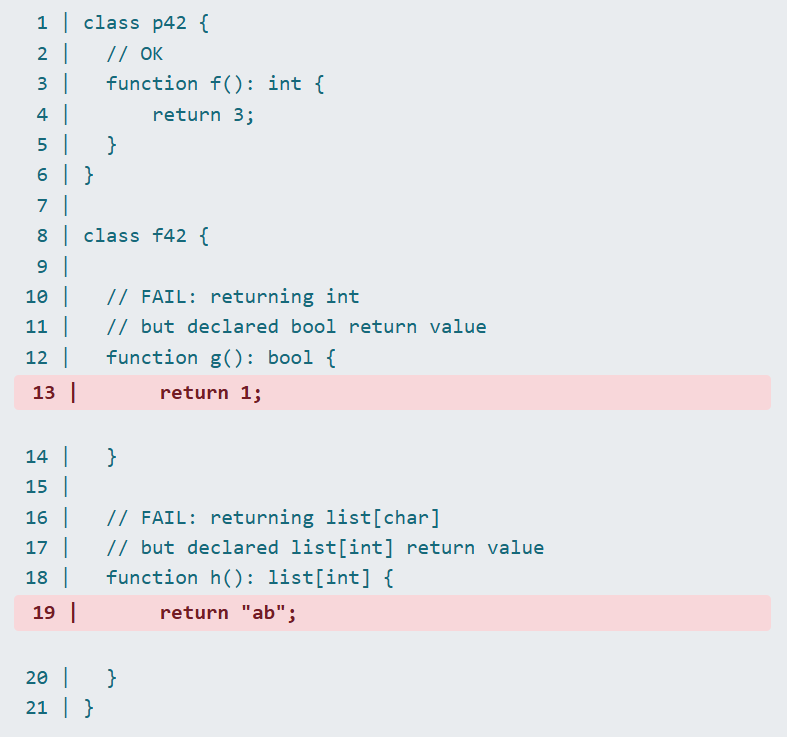 1 | class p42 {
2 |   // OK
3 |   function f(): int {
4 |       return 3;
5 |   }
6 | }
7 |
8 | class f42 {
9 |
10 |   // FAIL: returning int
11 |   // but declared bool return value
12 |   function g(): bool {
13 |       return 1;
14 |   }
15 |
16 |   // FAIL: returning list[char]
17 |   // but declared list[int] return value
18 |   function h(): list[int] {
19 |       return "ab";
20 |   }
21 | }